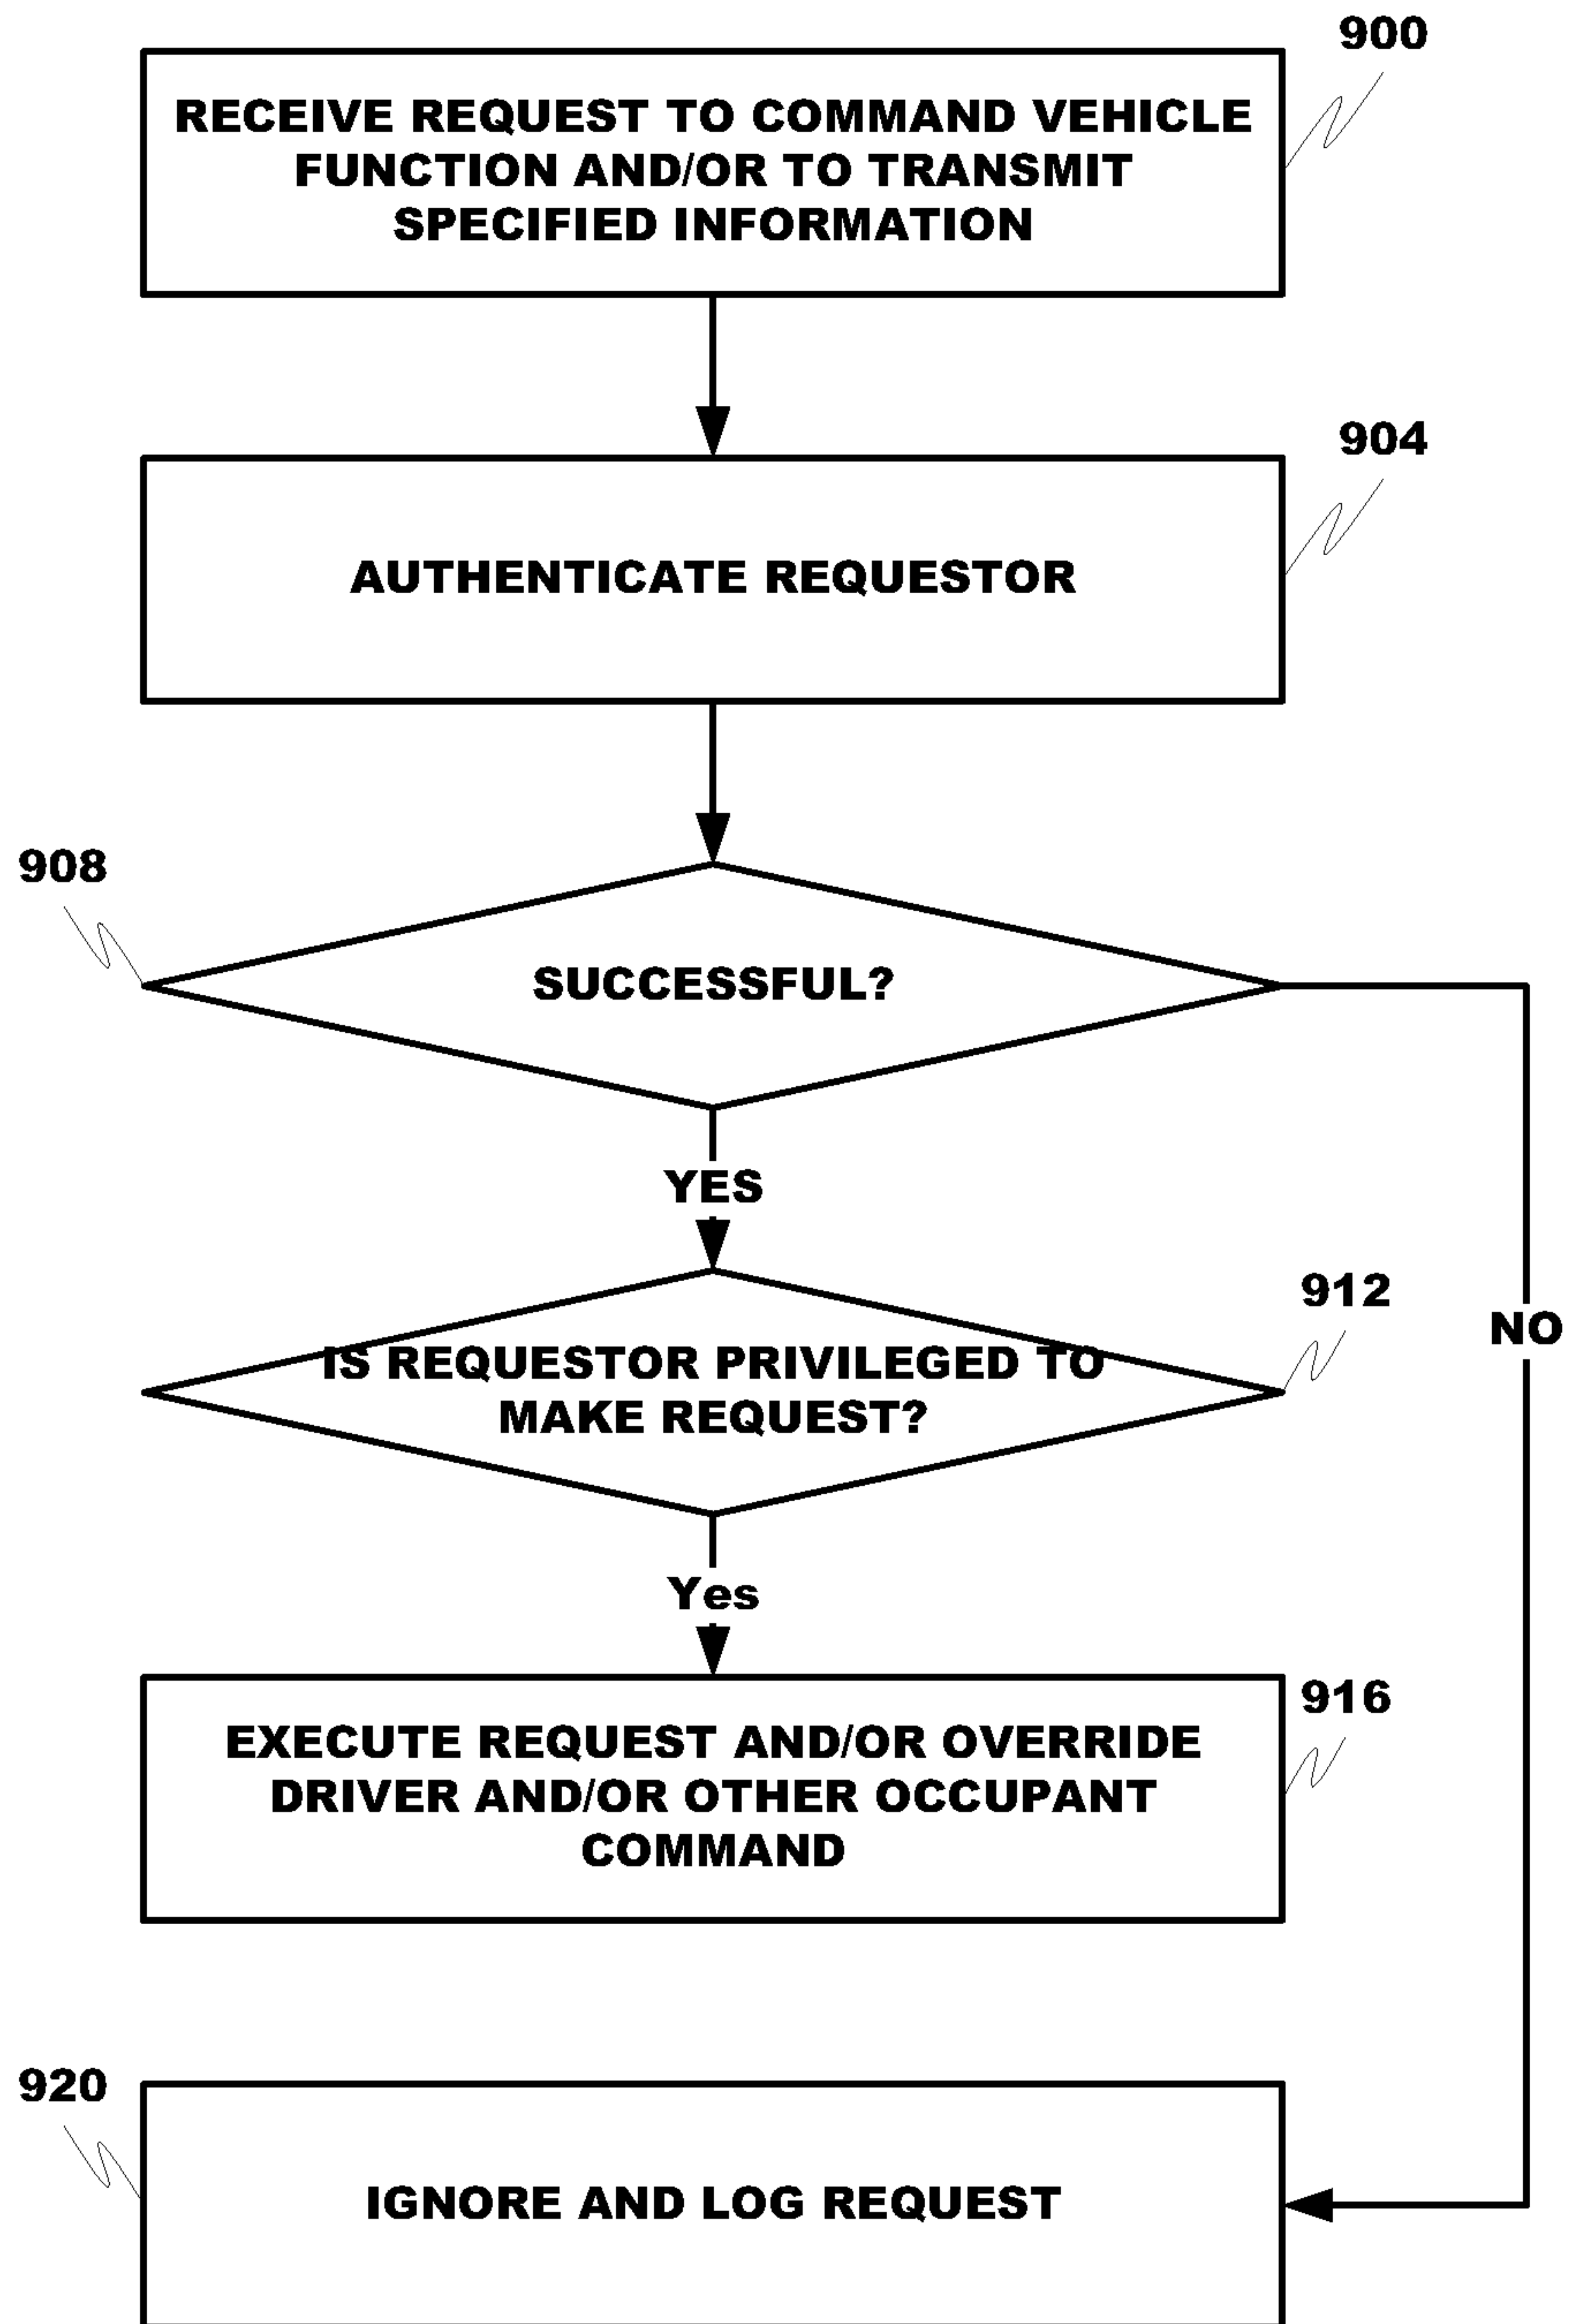 900
RECEIVE REQUEST TO COMMAND VEHICLE
FUNCTION AND/OR TO TRANSMIT
SPECIFIED INFORMATION
904
AUTHENTICATE REQUESTOR
908
SUCCESSFUL?
YES
912
NO
IS REQUESTOR PRIVILEGED TO
MAKE REQUEST?
Yes
916
EXECUTE REQUEST AND/OR OVERRIDE
DRIVER AND/OR OTHER OCCUPANT
COMMAND
920
IGNORE AND LOG REQUEST